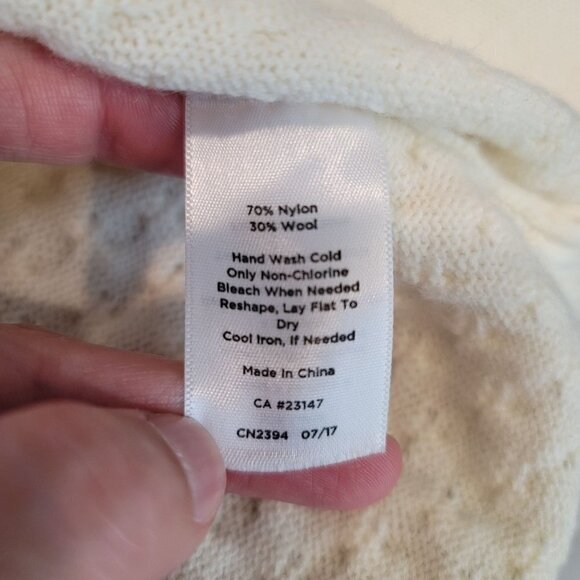 70% Nylon
30% Wool
Hand Wash Cold
Only Non-Chlorine
Bleach When Needed
Reshape, Lay Flat To
Dry
Cool Iron, If Needed
Made In China
CA #23147
CN2394 07/17